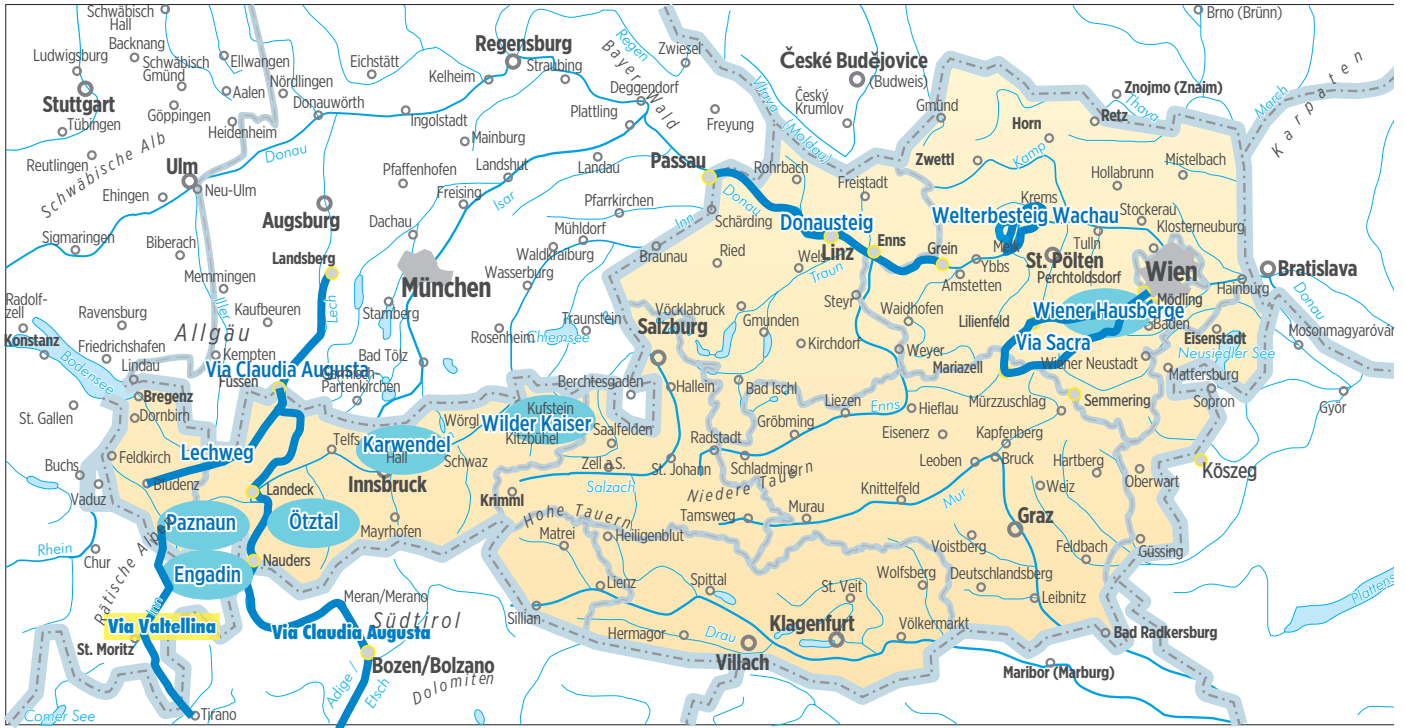 Schwäbisch
Hall
Backnang
Ludwigsburg
Schwäbisch
Gmünd
Ellwangen
Aalen
Nördlingen
Stuttgart
Göppingen
Tübingen
Heidenheim
Donauwörth
Eichstätt
Ingolstadt
Kelheim
Regensburg
Straubing
Regen
Bayer. Wald
Zwiesel
Deggendorf
Plattling
Freyung
Mainburg
Reutlingen
Schwäbische Alb
Ehingen
Ulm
Neu-Ulm
Donau
Pfaffenhofen
Landshut
Landau
Freising
Isar
Pfarrkirchen
Passau
Augsburg
Dachau
Sigmaringen
Biberach
Memmingen
Landsberg
Mühldorf
Waldkraiburg
Wasserburg
Inn
Braunau
München
Iller
Lech
Kaufbeuren
Starnberg
Rosenheim
Chiemsee
Traunstein
Radolf-
zell
Konstanz
Ravensburg
Friedrichshafen
Lindau
Bodensee
Allgäu
Kempten
Bad Tölz
Via Claudia Augusta
Füssen
Partenkirchen
Berchtesgaden
St. Gallen
Bregenz
Dornbirn
Feldkirch
Buchs
Vaduz
Bludenz
Lechweg
Telfs
Karwendel
Hall
Schwaz
Innsbruck
Wörgl
Kufstein
Wilder Kaiser
Kitzbühel
Saalfelden
Landeck
Paznaun
Ötztal
Mayrhofen
Krimml
Zell a.S.
Salzach
St. Johann
Rhein
Chur
Rätische Alpen
Engadin
Nauders
Inn
Via Valtellina
St. Moritz
Tirano
Comer See
Meran/Merano
Südtirol
Via Claudia Augusta
Bozen/Bolzano
Dolomiten
Adige /
Etsch
Vltava (Moldau)
České Budějovice
(Budweis)
Český
Krumlov
Gmünd
Brno (Brünn)
Znojmo (Znaim)
Thaya
Retz
March
Karpaten
Horn
Zwettl
Kamp
Mistelbach
Hollabrunn
Rohrbach
Freistadt
Donau
Schärding
Donausteig
Linz
Enns
Grein
Ried
Wels
Traun
Steyr
Krems
Welterbesteig Wachau
Melk
Ybbs
Amstetten
St. Pölten
Stockerau
Klosterneuburg
Tulln
Perchtoldsdorf
Wien
Mödling
Hainburg
Bratislava
Donau
Mosonmagyaróvár
Vöcklabruck
Gmunden
Salzburg
Kirchdorf
Waidhofen
Weyer
Lilienfeld
Wiener Hausberge
Via Sacra
Baden
Eisenstadt
Neusiedler See
Mariazell
Wiener Neustadt
Mattersburg
Sopron
Győr
Hallein
Bad Ischl
Gröbming
Liezen
Enns
Hieflau
Mürzzuschlag
Semmering
Eisenerz
Kapfenberg
Bruck
Leoben
Radstadt
Schladming
Niedere Tauern
Hartberg
Oberwart
Köszeg
Weiz
Knittelfeld
Mur
Tamsweg
Murau
Hohe Tauern
Matrei
Heiligenblut
Graz
Voistberg
Feldbach
Güssing
Lienz
Spittal
St. Veit
Wolfsberg
Deutschlandsberg
Leibnitz
Sillian
Hermagor
Drau
Villach
Klagenfurt
Völkermarkt
Bad Radkersburg
Maribor (Marburg)
Plattens